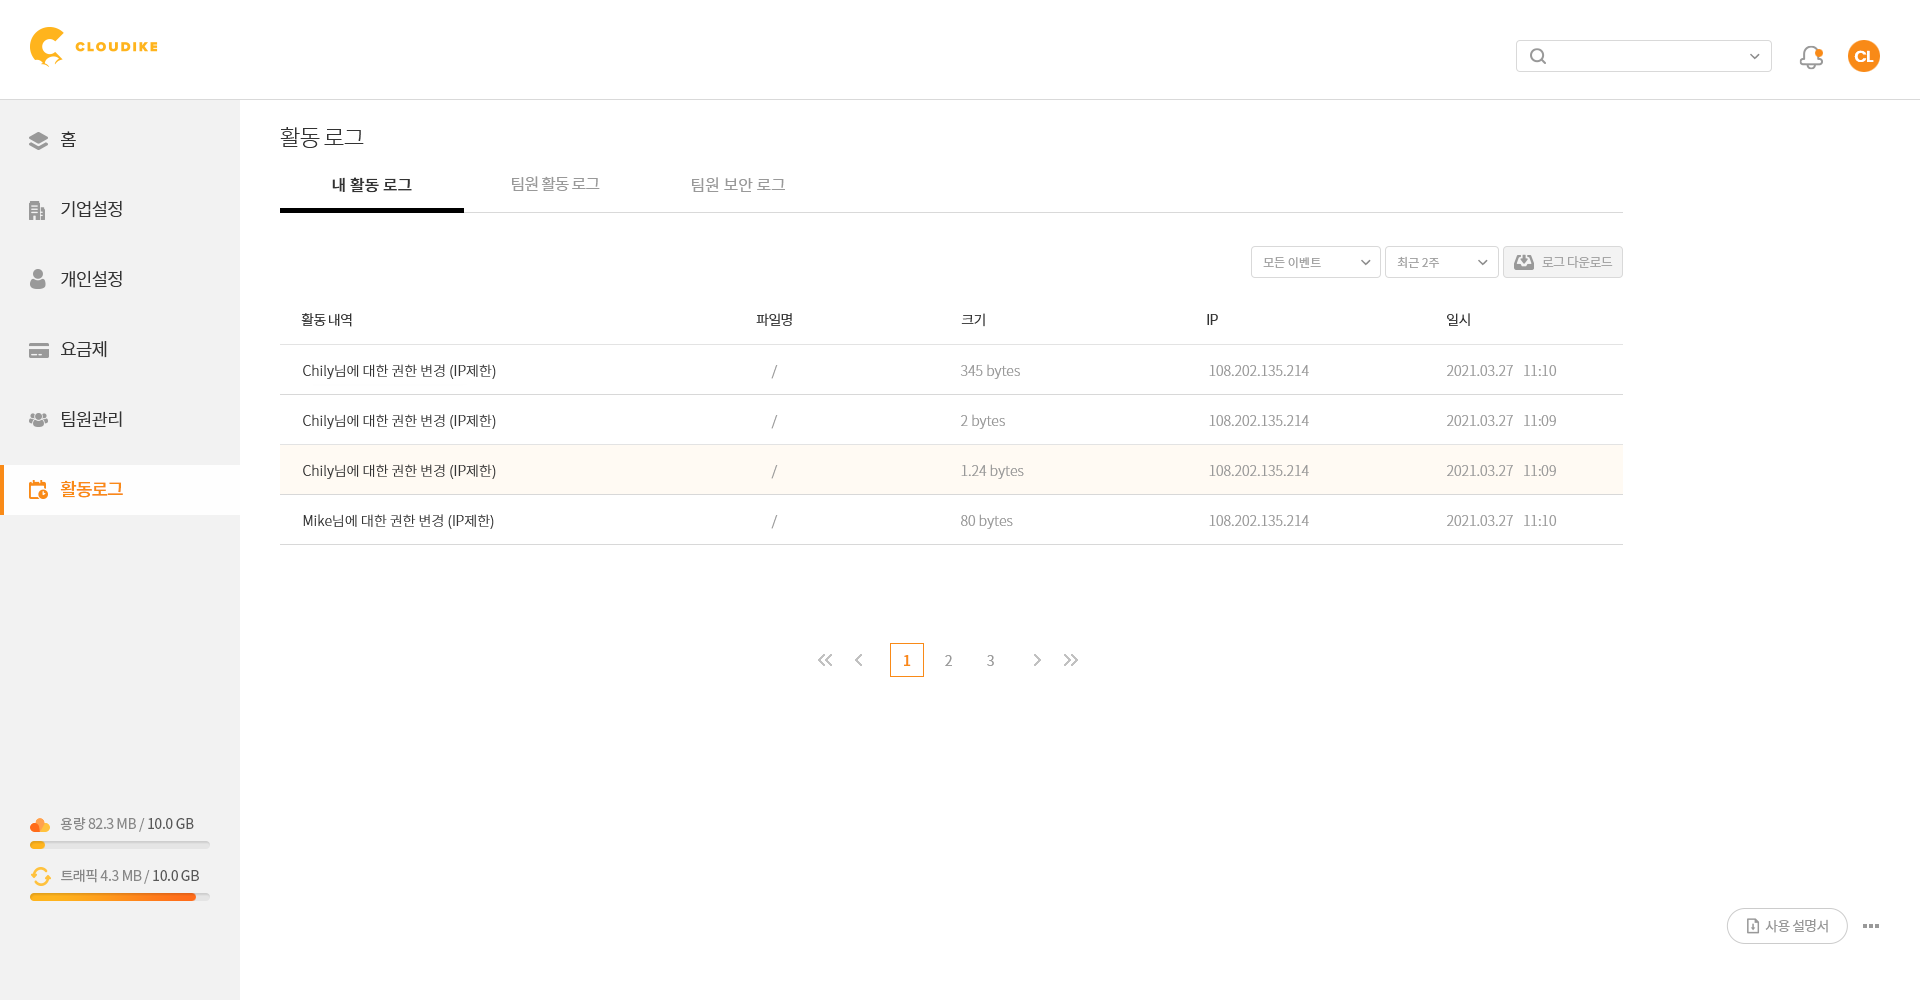 CLOUDIKE
CL
홈
기업설정
개인설정
요금제
팀원관리
활동로그
용량 82.3 MB / 10.0 GB
트래픽 4.3 MB / 10.0 GB
활동 로그
내 활동 로그 팀원 활동 로그 팀원 보안 로그
모든 이벤트 최근 2주 로그 다운로드
활동 내역 파일명 크기 IP 일시
Chily님에 대한 권한 변경 (IP제한) / 345 bytes 108.202.135.214 2021.03.27 11:10
Chily님에 대한 권한 변경 (IP제한) / 2 bytes 108.202.135.214 2021.03.27 11:09
Chily님에 대한 권한 변경 (IP제한) / 1.24 bytes 108.202.135.214 2021.03.27 11:09
Mike님에 대한 권한 변경 (IP제한) / 80 bytes 108.202.135.214 2021.03.27 11:10
1 2 3
사용 설명서